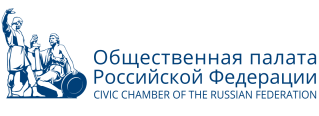 Общественная палата
Российской Федерации
CIVIC CHAMBER OF THE RUSSIAN FEDERATION